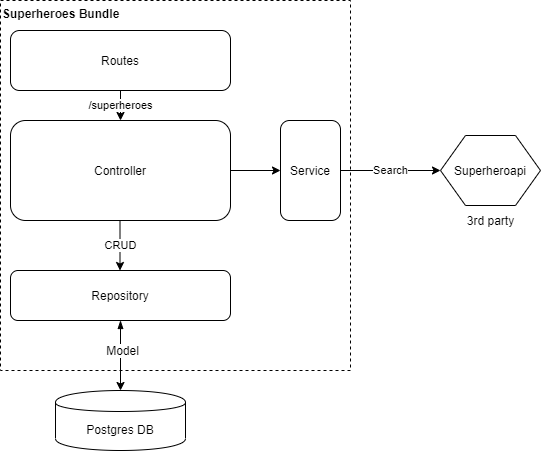 Superheroes Bundle
Routes
/superheroes
Controller
Service
Search
Superheroapi
3rd party
CRUD
Repository
Model
Postgres DB